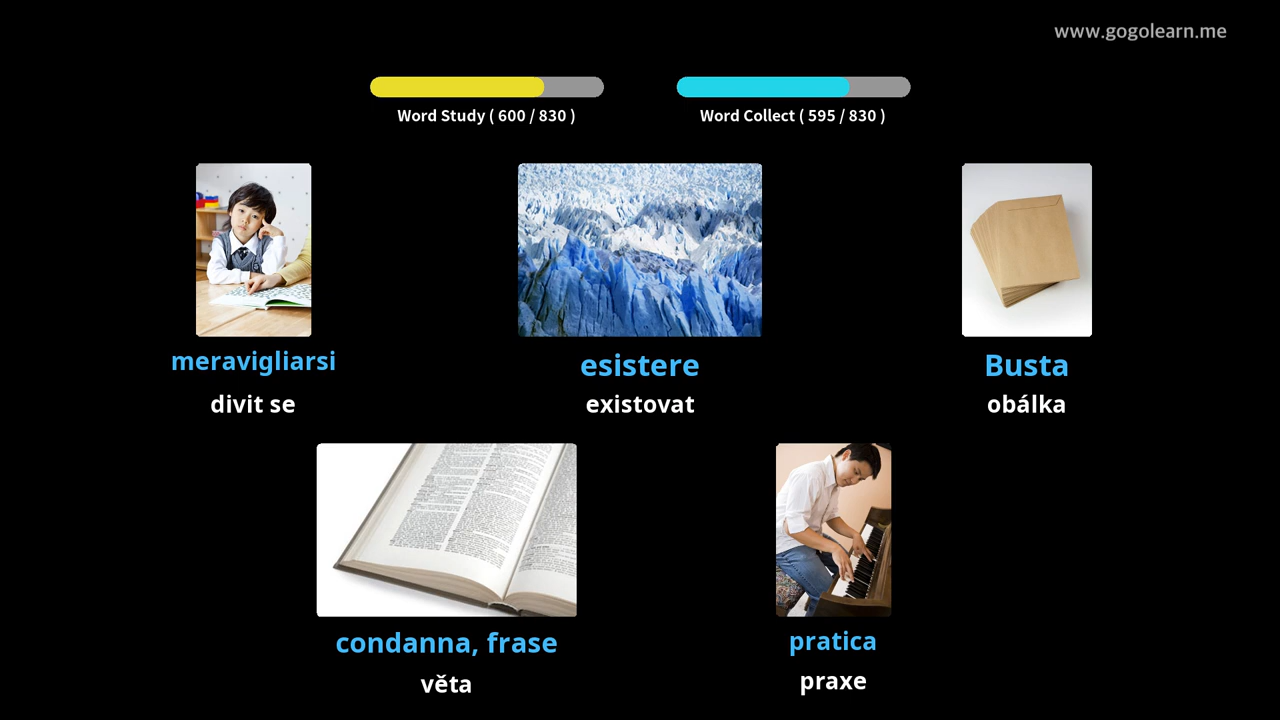 www.gogolearn.me
Word Study ( 600 / 830 )
Word Collect ( 595 / 830 )
meravigliarsi
divit se
esistere
existovat
Busta
obálka
condanna, frase
věta
pratica
praxe